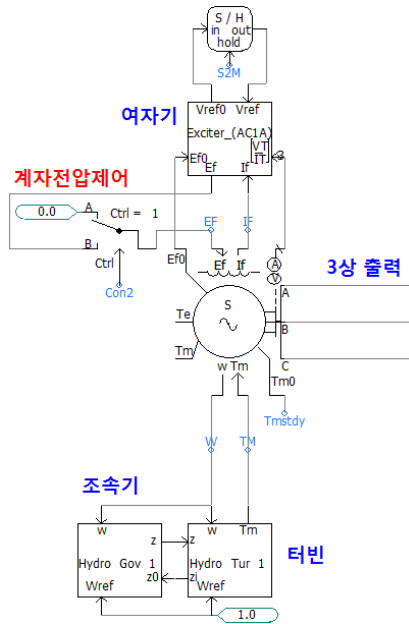 S / H
in out
hold
S2M
여자기
Vref0 Vref
Exciter_(AC1A)
VT
IT
3
Ef0
Ef If
계자전압제어
0.0
A
Ctrl = 1
B
Ctrl
Con2
EF
IF
Ef0
Ef If
A
V
3상 출력
S
A
B
C
Te
Tm
w Tm
Tm0
Tmstdy
W
TM
조속기
터빈
w
z
Hydro Gov 1
z0
Wref
w Tm
z
Hydro Tur 1
zi
Wref
1.0